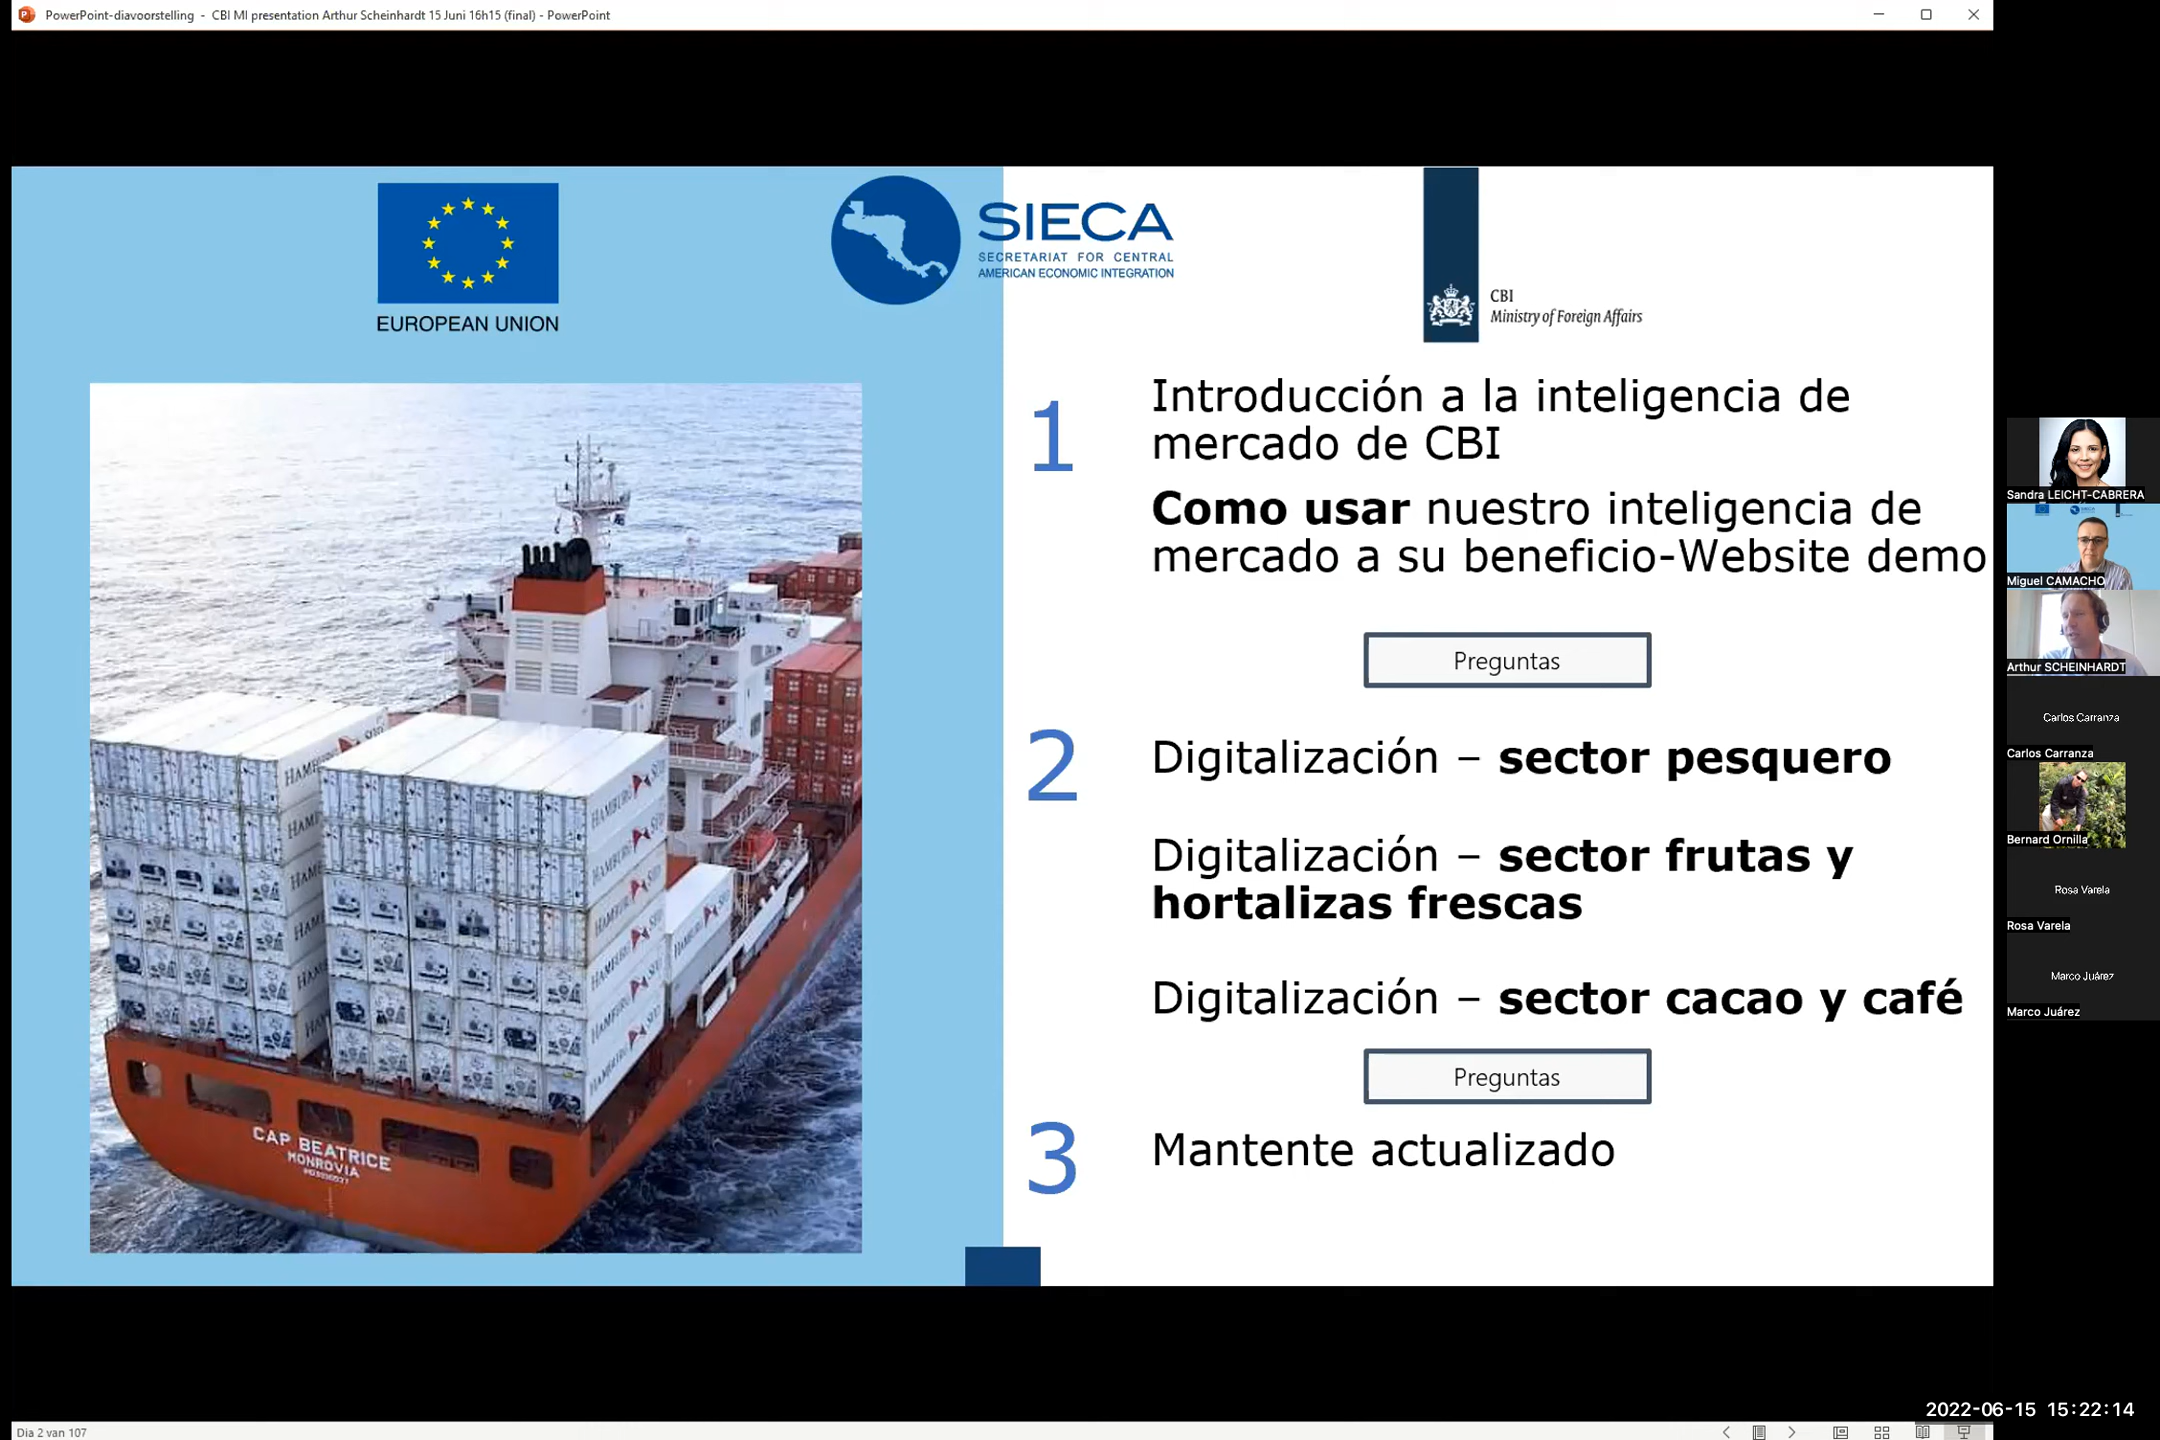 PowerPoint-diavoorstelling - CBI MI presentation Arthur Scheinhardt 15 Juni 16h15 (final) - PowerPoint
EUROPEAN UNION
SIECA
SECRETARIAT FOR CENTRAL
AMERICAN ECONOMIC INTEGRATION
CBI
Ministry of Foreign Affairs
1
Introducción a la inteligencia de
mercado de CBI
Como usar nuestro inteligencia de
mercado a su beneficio-Website demo
Preguntas
2
Digitalización – sector pesquero
Digitalización – sector frutas y
hortalizas frescas
Digitalización – sector cacao y café
Preguntas
3
Mantente actualizado
CAP BEATRICE
MONROVIA
Sandra LEICHT-CABRERA
Miguel CAMACHO
Arthur SCHEINHARDT
Carlos Carranza
Carlos Carranza
Bernard Ornilla
Rosa Varela
Rosa Varela
Marco Juárez
Marco Juárez
2022-06-15 15:22:14
Dia 2 van 107